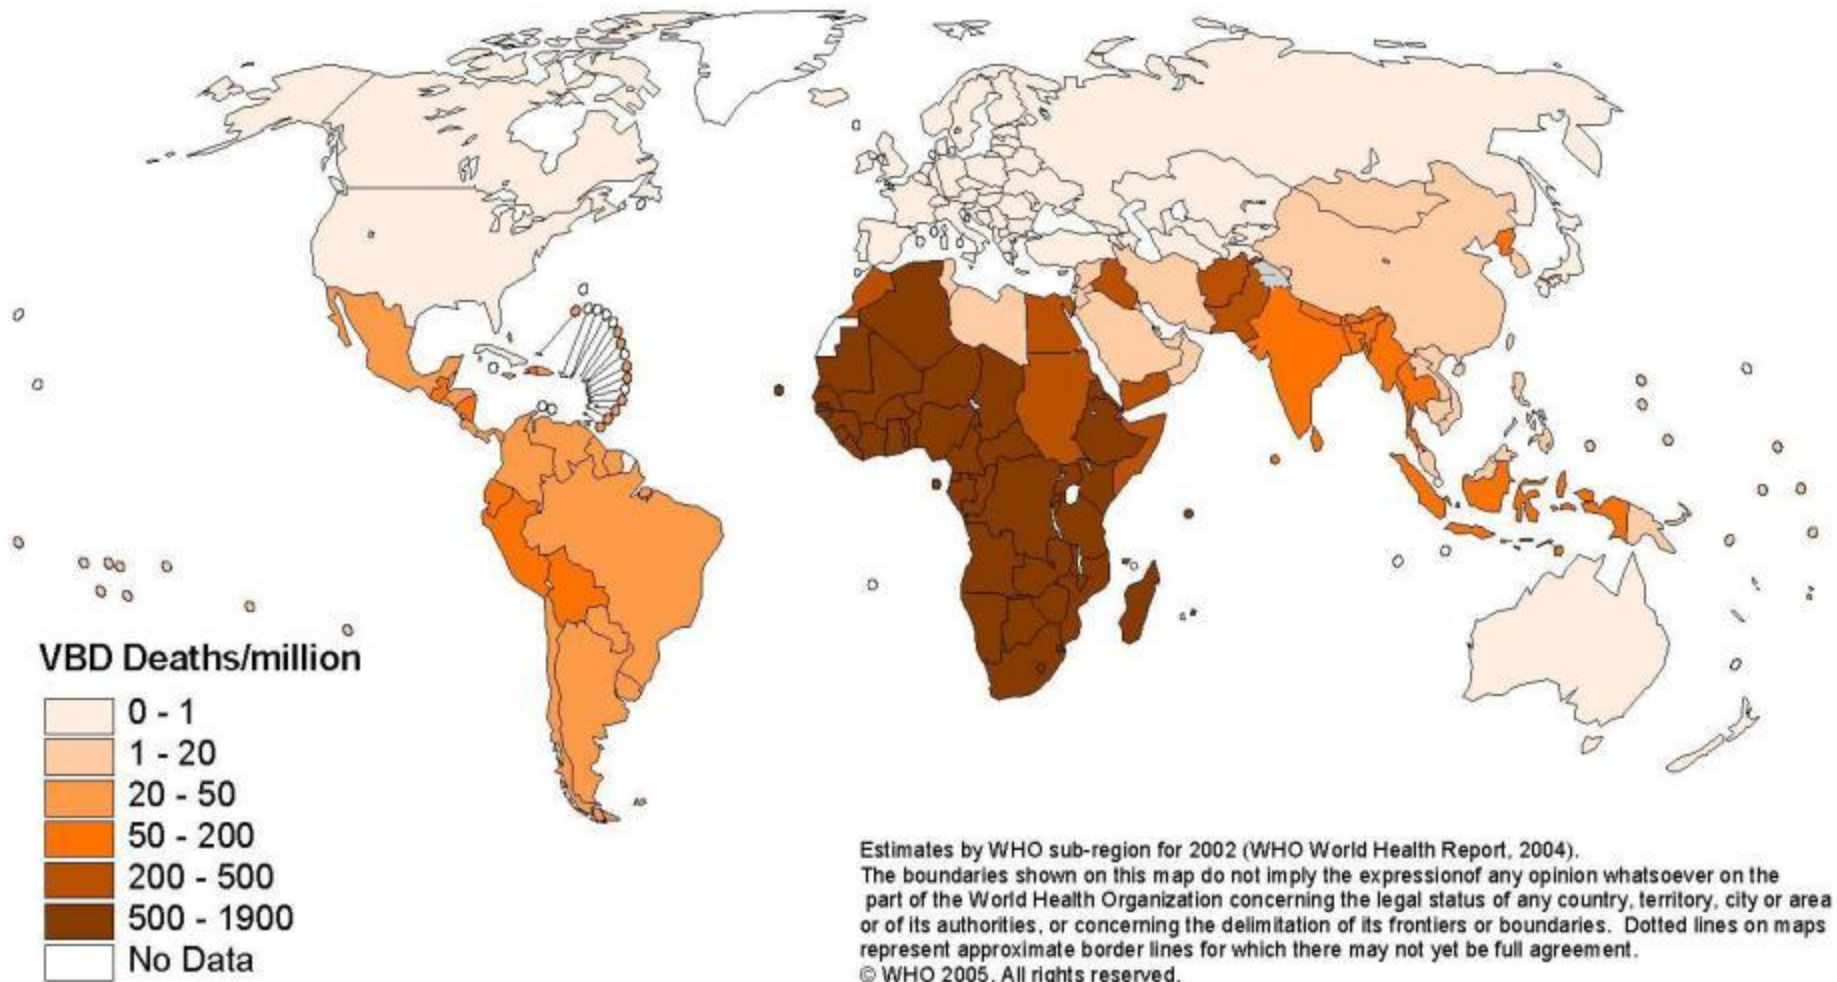 VBD Deaths/million
0 - 1
1 - 20
20 - 50
50 - 200
200 - 500
500 - 1900
No Data
Estimates by WHO sub-region for 2002 (WHO World Health Report, 2004).
The boundaries shown on this map do not imply the expressionof any opinion whatsoever on the
part of the World Health Organization concerning the legal status of any country, territory, city or area
or of its authorities, or concerning the delimitation of its frontiers or boundaries. Dotted lines on maps
represent approximate border lines for which there may not yet be full agreement.
© WHO 2005. All rights reserved.